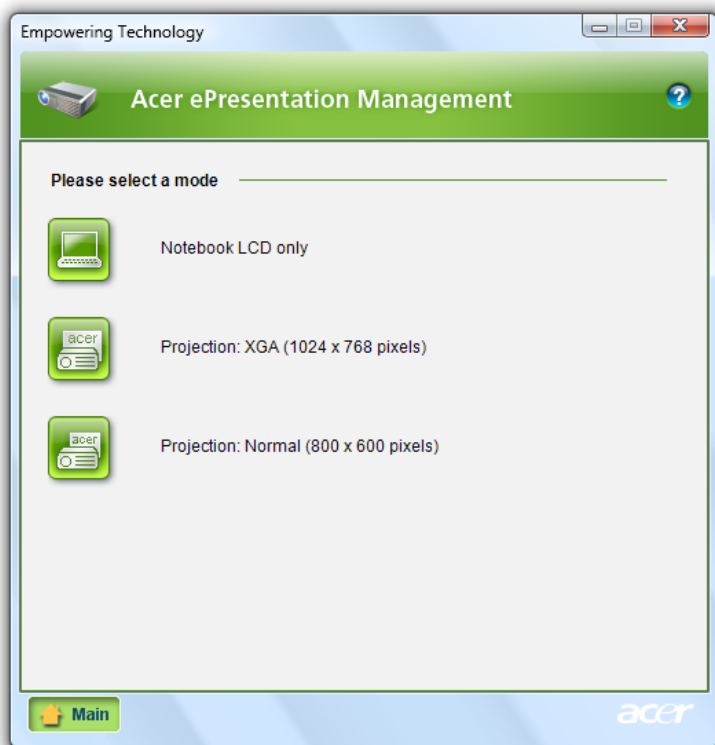 Empowering Technology
Acer ePresentation Management
?
Please select a mode
Notebook LCD only
acer
Projection: XGA (1024 x 768 pixels)
acer
Projection: Normal (800 x 600 pixels)
Main
acer